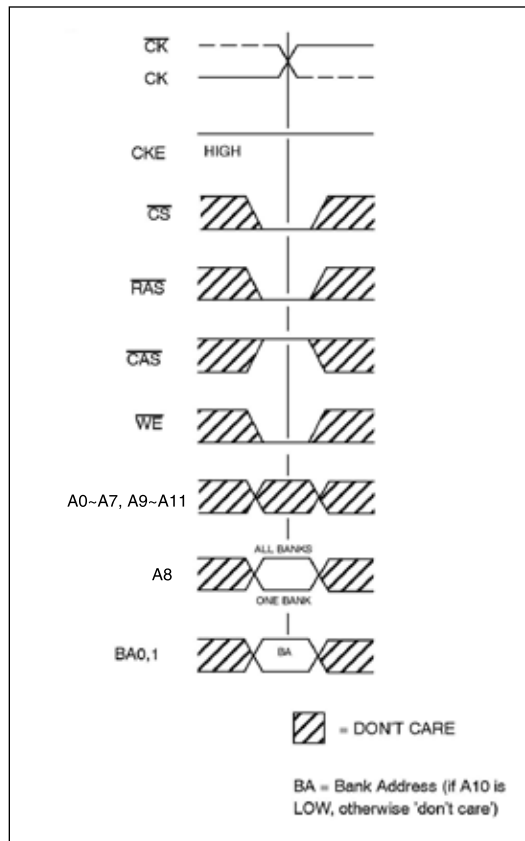 CK
CK
CKE HIGH
CS
RAS
CAS
WE
A0~A7, A9~A11
ALL BANKS
A8
ONE BANK
BA0,1 BA
= DON'T CARE
BA = Bank Address (if A10 is
LOW, otherwise 'don't care')